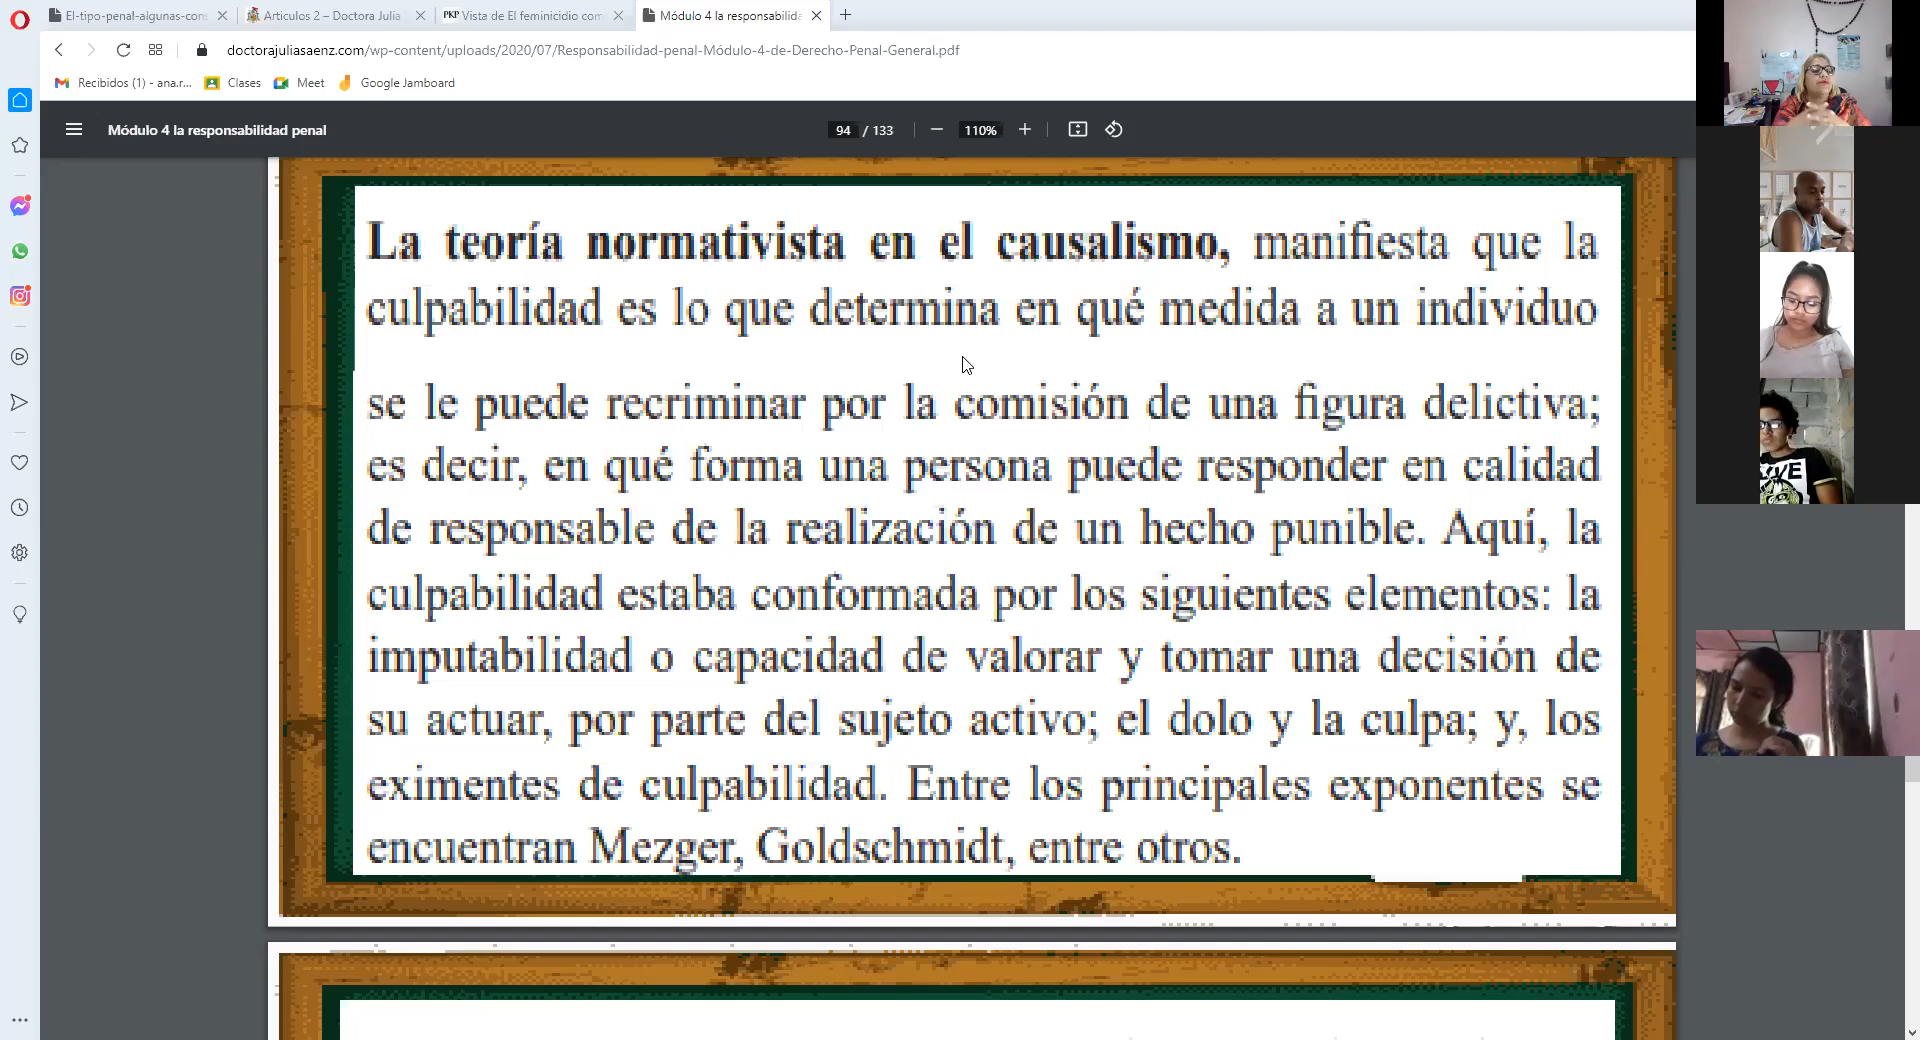 El-tipo-penal-algunas-con
Articulos 2 – Doctora Julia
PKP Vista de El feminicidio com
Módulo 4 la responsabilida
doctorajuliasaenz.com/wp-content/uploads/2020/07/Responsabilidad-penal-Módulo-4-de-Derecho-Penal-General.pdf
Recibidos (1) - ana.r...
Clases
Meet
Google Jamboard
Módulo 4 la responsabilidad penal
94 / 133
110%
La teoría normativista en el causalismo, manifiesta que la
culpabilidad es lo que determina en qué medida a un individuo
se le puede recriminar por la comisión de una figura delictiva;
es decir, en qué forma una persona puede responder en calidad
de responsable de la realización de un hecho punible. Aquí, la
culpabilidad estaba conformada por los siguientes elementos: la
imputabilidad o capacidad de valorar y tomar una decisión de
su actuar, por parte del sujeto activo; el dolo y la culpa; y, los
eximentes de culpabilidad. Entre los principales exponentes se
encuentran Mezger, Goldschmidt, entre otros.